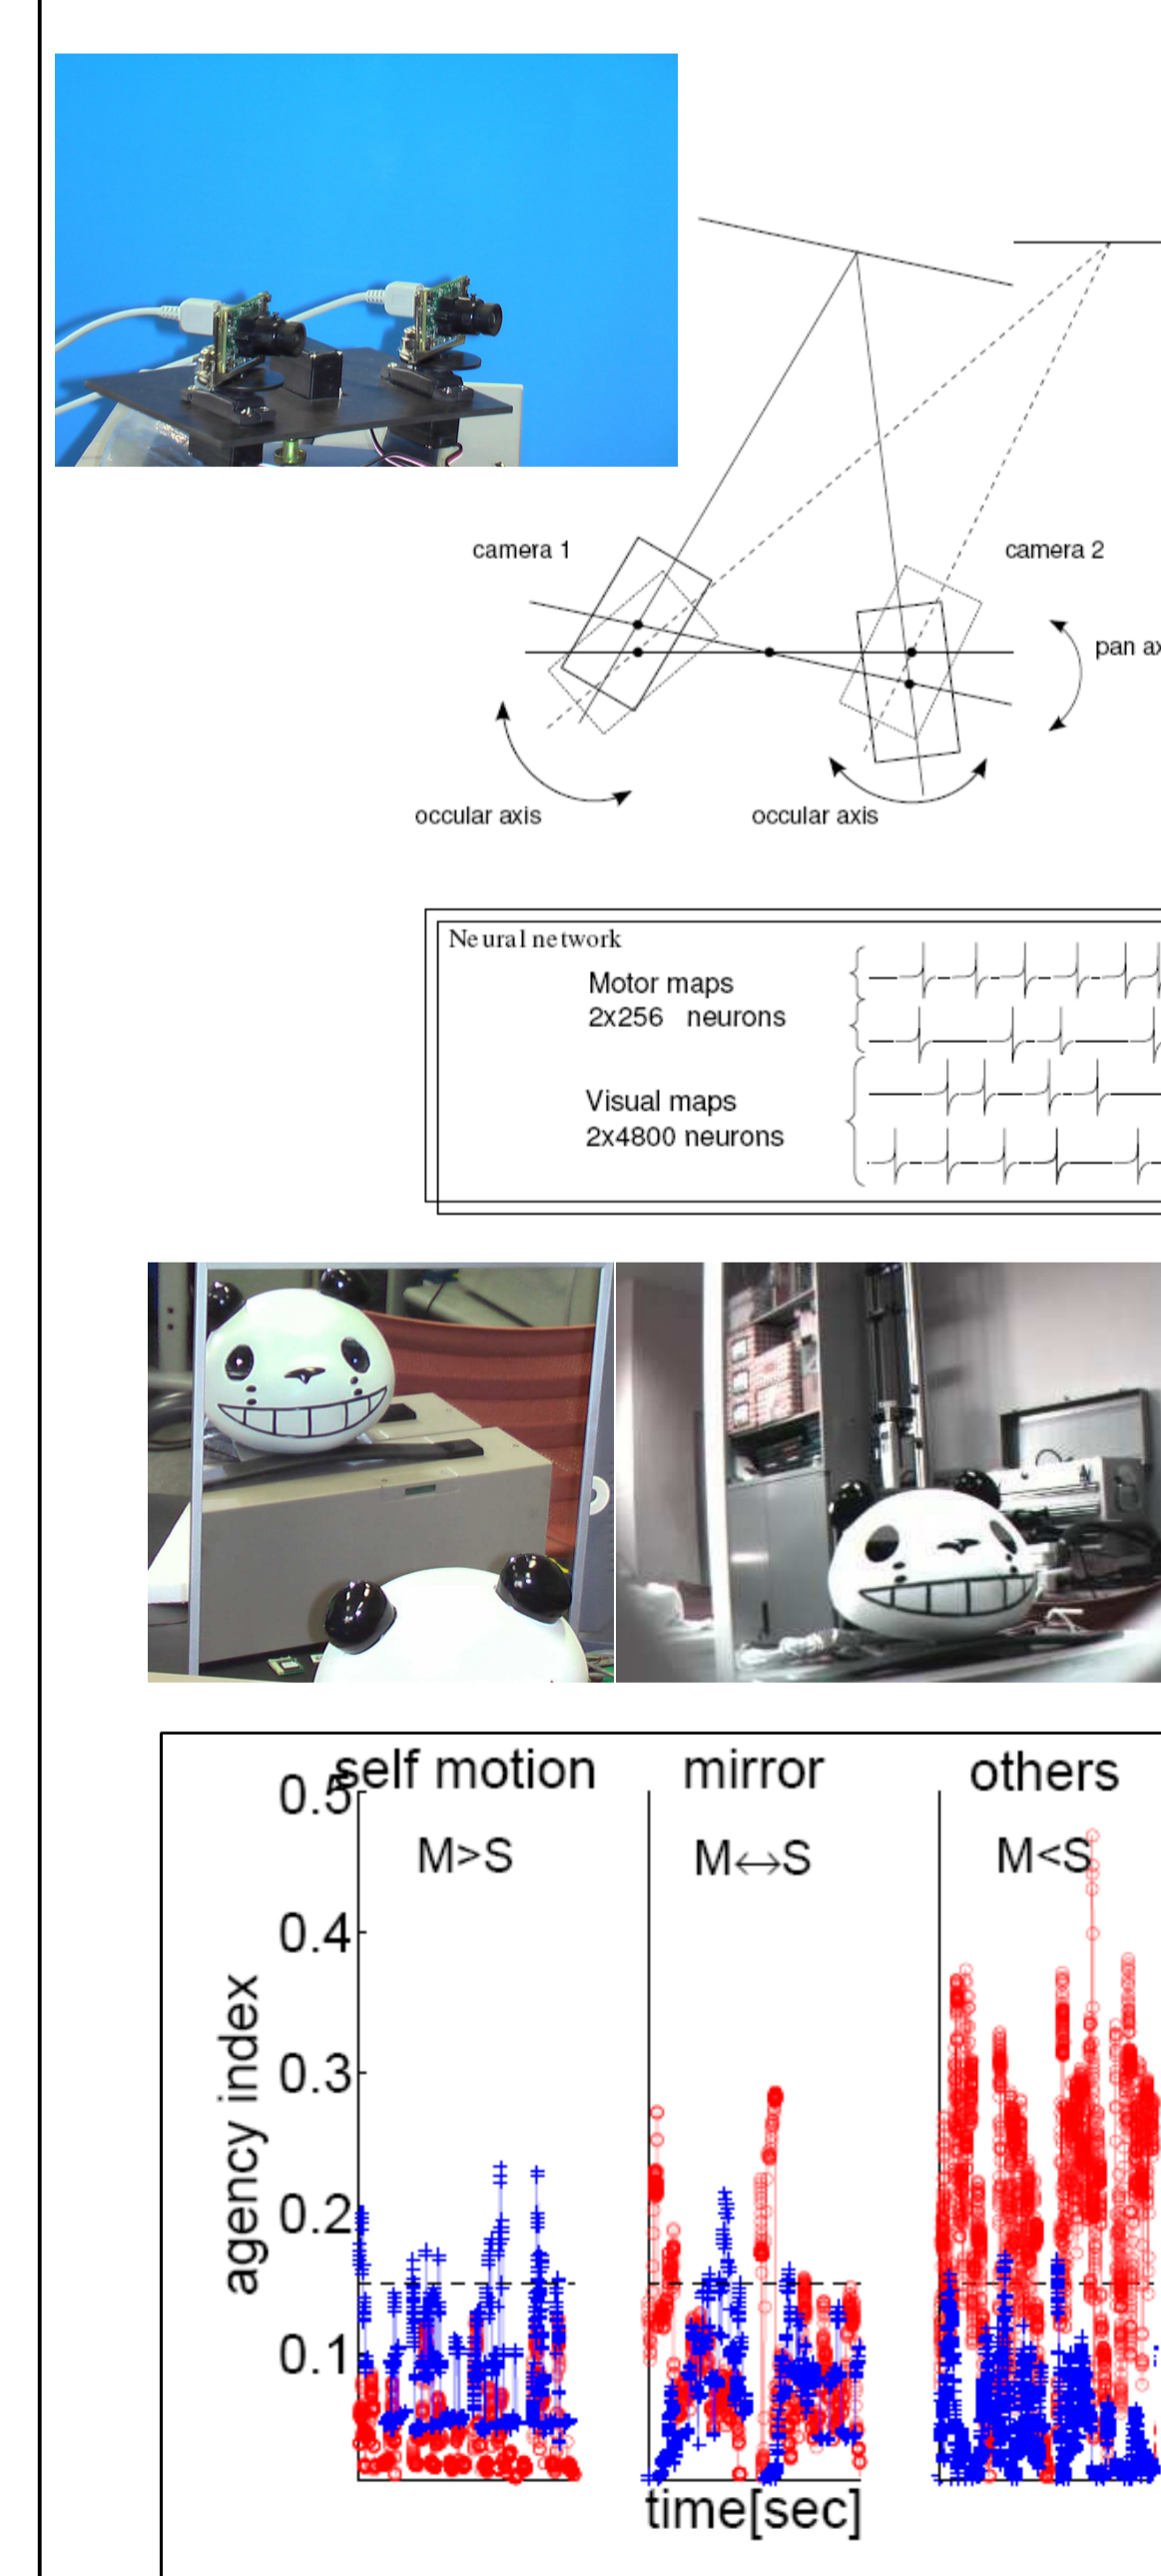 camera 1
camera 2
pan ax
occular axis
occular axis
Neural network
Motor maps
2x256 neurons
Visual maps
2x4800 neurons
self motion
mirror
others
M>S
M↔S
M<S
0.5
0.4
0.3
0.2
0.1
agency index
time[sec]